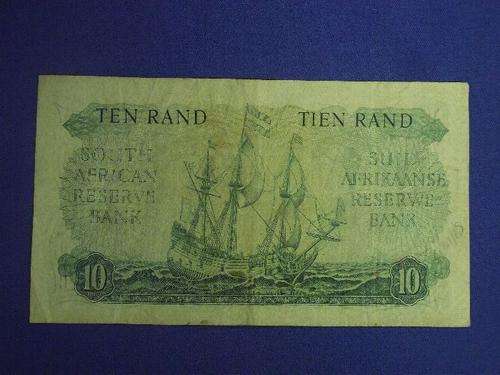 TEN RAND
TIEN RAND
SOUTH
AFRICAN
RESERVE
BANK
SUID
AFRIKAANSE
RESERWE
BANK
10
10